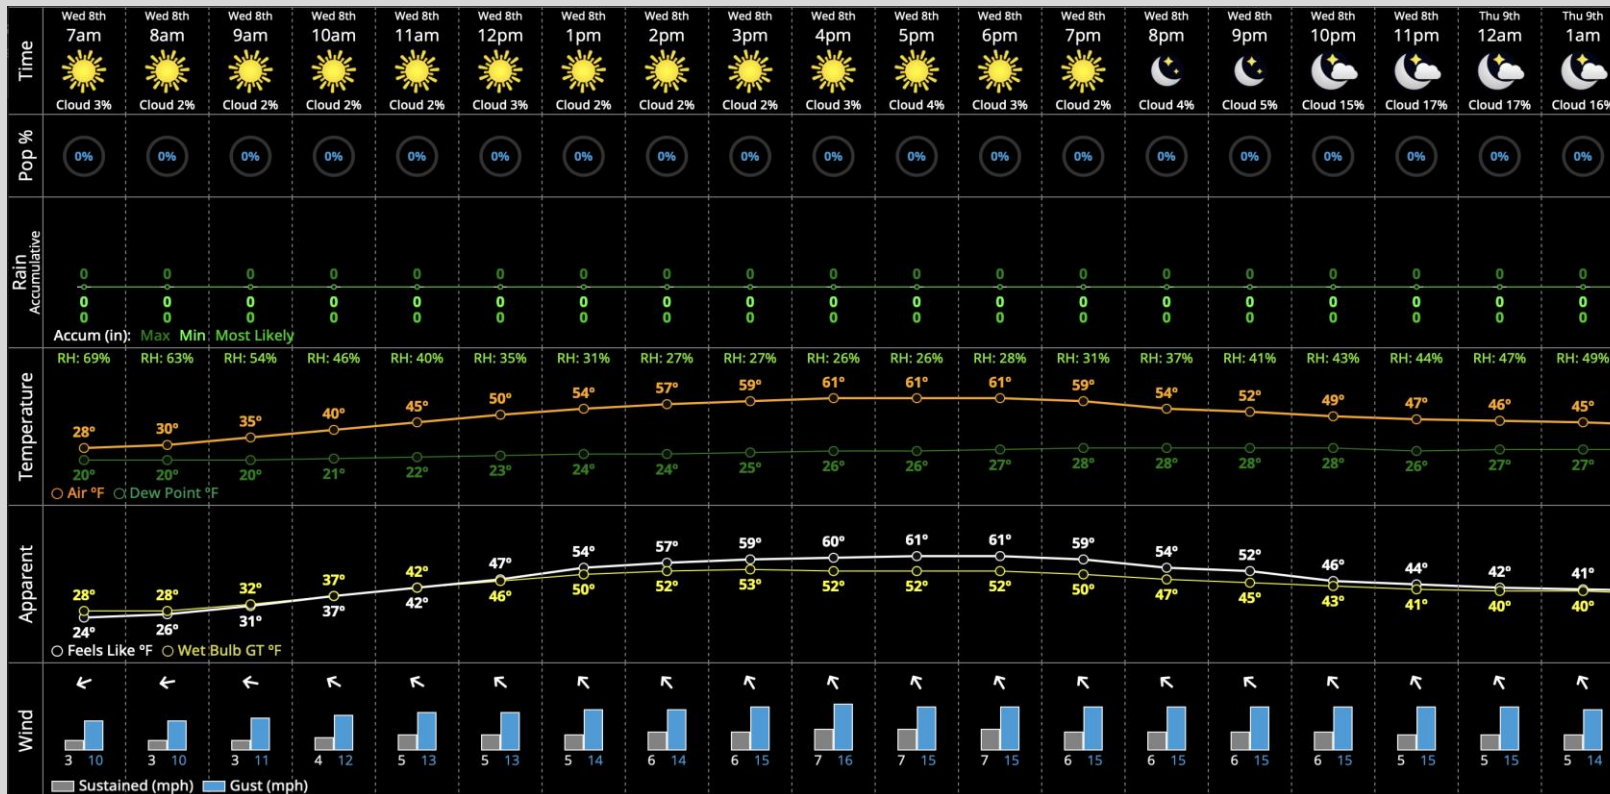 Time
Wed 8th Wed 8th Wed 8th Wed 8th Wed 8th Wed 8th Wed 8th Wed 8th Wed 8th Wed 8th Wed 8th Wed 8th Wed 8th Wed 8th Wed 8th Wed 8th Wed 8th Thu 9th Thu 9th
7am 8am 9am 10am 11am 12pm 1pm 2pm 3pm 4pm 5pm 6pm 7pm 8pm 9pm 10pm 11pm 12am 1am
Cloud 3% Cloud 2% Cloud 2% Cloud 2% Cloud 2% Cloud 3% Cloud 2% Cloud 2% Cloud 2% Cloud 3% Cloud 4% Cloud 3% Cloud 2% Cloud 4% Cloud 5% Cloud 15% Cloud 17% Cloud 17% Cloud 16%
Pop %
0% 0% 0% 0% 0% 0% 0% 0% 0% 0% 0% 0% 0% 0% 0% 0% 0% 0% 0%
Rain
Accumulative
0 0 0 0 0 0 0 0 0 0 0 0 0 0 0 0 0 0 0
0 0 0 0 0 0 0 0 0 0 0 0 0 0 0 0 0 0 0
0 0 0 0 0 0 0 0 0 0 0 0 0 0 0 0 0 0 0
Accum (in): Max Min Most Likely
Temperature
RH: 69% RH: 63% RH: 54% RH: 46% RH: 40% RH: 35% RH: 31% RH: 27% RH: 27% RH: 26% RH: 26% RH: 28% RH: 31% RH: 37% RH: 41% RH: 43% RH: 44% RH: 47% RH: 49%
28° 30° 35° 40° 45° 50° 54° 57° 59° 61° 61° 61° 59° 54° 52° 49° 47° 46° 45°
20° 20° 20° 21° 22° 23° 24° 24° 25° 26° 26° 27° 28° 28° 28° 28° 26° 27° 27°
Air °F Dew Point °F
Apparent
28° 28° 32° 37° 42° 47° 54° 57° 59° 60° 61° 61° 59° 54° 52° 46° 44° 42° 41°
24° 26° 31° 37° 42° 46° 50° 52° 53° 52° 52° 52° 50° 47° 45° 43° 41° 40° 40°
Feels Like °F Wet Bulb GT °F
Wind
3 10 3 10 3 11 4 12 5 13 5 13 5 14 6 14 6 15 7 16 7 15 7 15 6 15 6 15 6 15 6 15 5 15 5 15 5 14
Sustained (mph) Gust (mph)